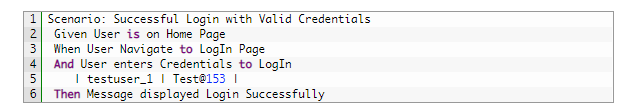 1 Scenario: Successful Login with Valid Credentials
2 Given User is on Home Page
3 When User Navigate to LogIn Page
4 And User enters Credentials to LogIn
5 | testuser_1 | Test@153 |
6 Then Message displayed Login Successfully